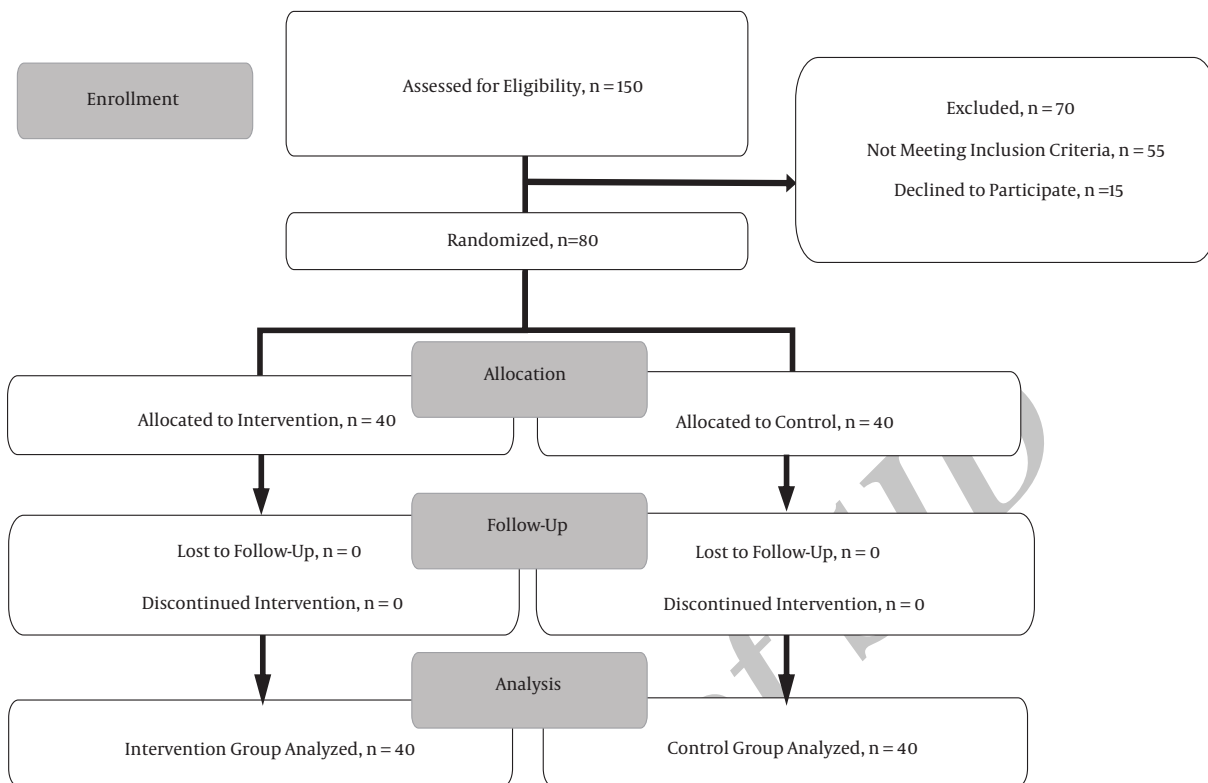 Enrollment
Assessed for Eligibility, n = 150
Excluded, n = 70
Not Meeting Inclusion Criteria, n = 55
Declined to Participate, n =15
Randomized, n=80
Allocation
Allocated to Intervention, n = 40
Allocated to Control, n = 40
Follow-Up
Lost to Follow-Up, n = 0
Discontinued Intervention, n = 0
Lost to Follow-Up, n = 0
Discontinued Intervention, n = 0
Analysis
Intervention Group Analyzed, n = 40
Control Group Analyzed, n = 40